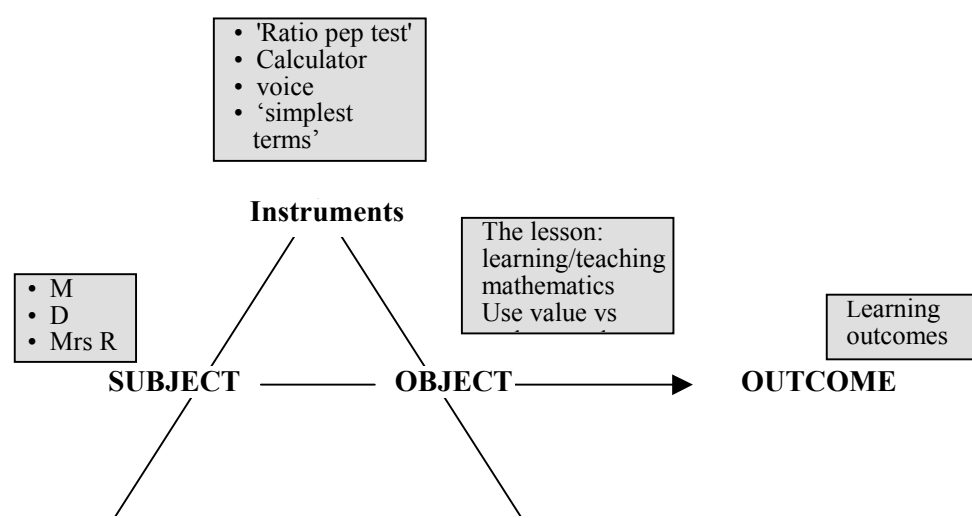 • 'Ratio pep test'
• Calculator
• voice
• ‘simplest
terms’
Instruments
The lesson:
learning/teaching
mathematics
Use value vs
• M
• D
• Mrs R
Learning
outcomes
SUBJECT
OBJECT
OUTCOME